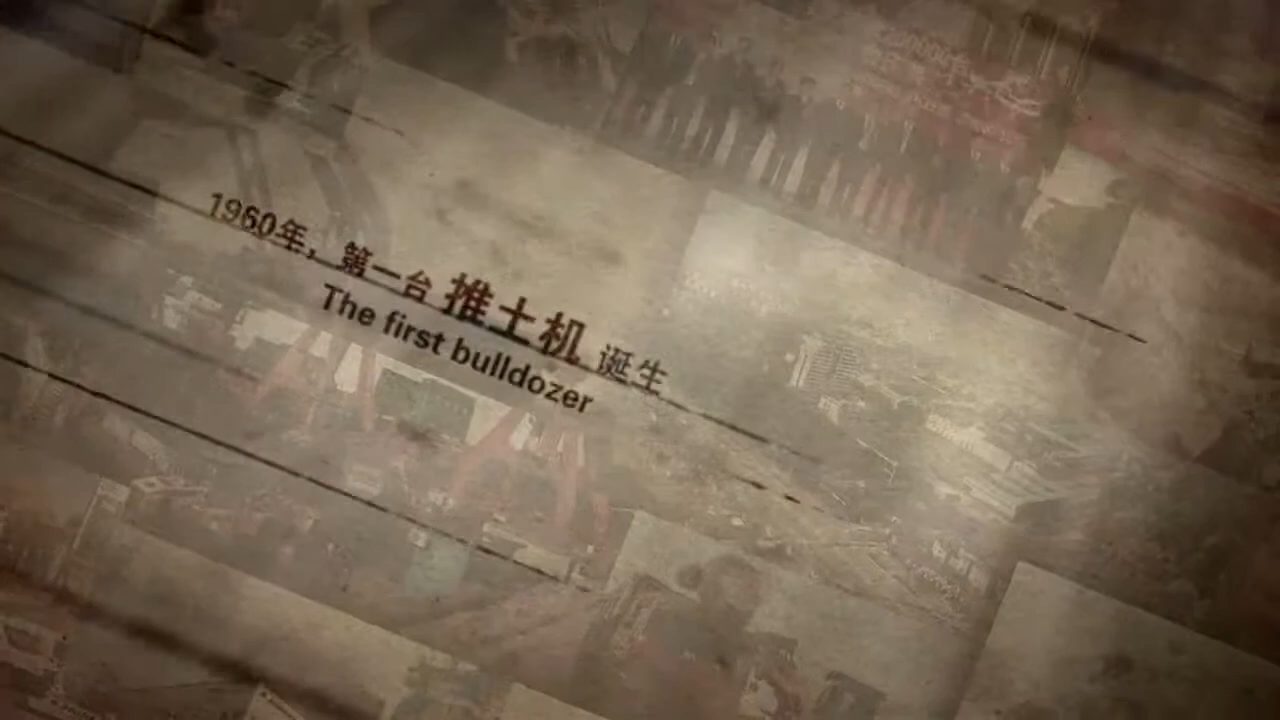 1960年，第一台 推土机 诞生
The first bulldozer